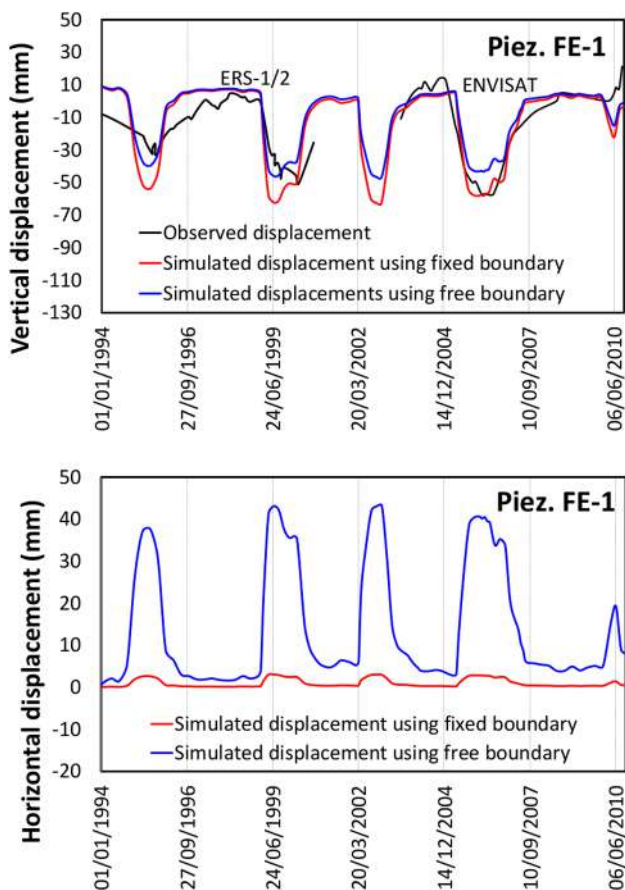 50
Piez. FE-1
10
ERS-1/2
ENVISAT
-10
-30
-50
-70
Observed displacement
-90
Simulated displacement using fixed boundary
-110
Simulated displacements using free boundary
-130
Vertical displacement (mm)
30
01/01/1994
27/09/1996
24/06/1999
20/03/2002
14/12/2004
10/09/2007
06/06/2010
50
Piez. FE-1
40
30
20
10
0
-10
Simulated displacement using fixed boundary
Simulated displacement using free boundary
-20
Horizontal displacement (mm)
01/01/1994
27/09/1996
24/06/1999
20/03/2002
14/12/2004
10/09/2007
06/06/2010